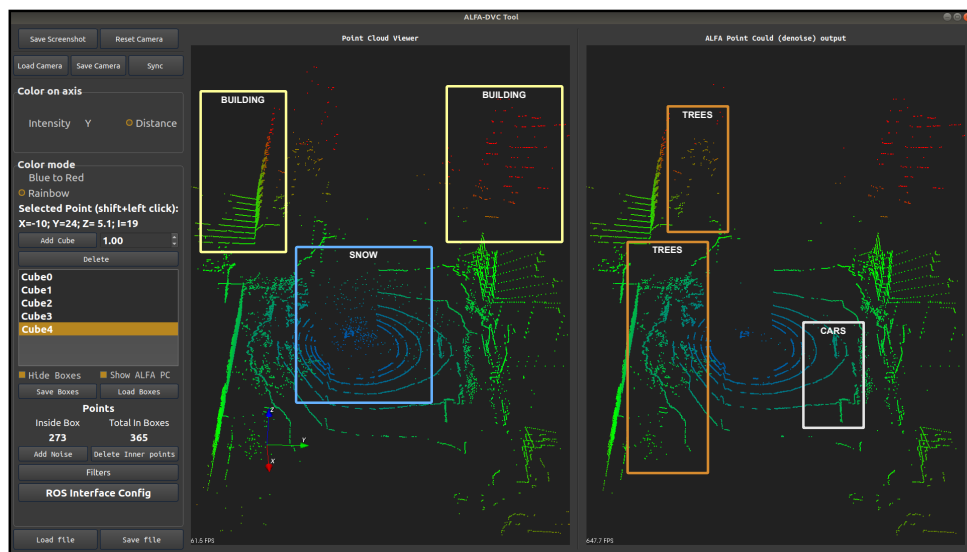 ALFA-DVC Tool
Save Screenshot Reset Camera
Load Camera Save Camera Sync
Color on axis
Intensity Y Distance
Color mode
Blue to Red
Rainbow
Selected Point (shift+left click):
X=-10; Y=24; Z= 5.1; I=19
Add Cube 1.00
Delete
Cube0
Cube1
Cube2
Cube3
Cube4
Hide Boxes Show ALFA PC
Save Boxes Load Boxes
Points
Inside Box Total In Boxes
273 365
Add Noise Delete Inner points
Filters
ROS Interface Config
Load file Save file
Point Cloud Viewer
BUILDING BUILDING
SNOW
Z
Y
X
61.5 FPS
ALFA Point Could (denoise) output
TREES
TREES
CARS
647.7 FPS